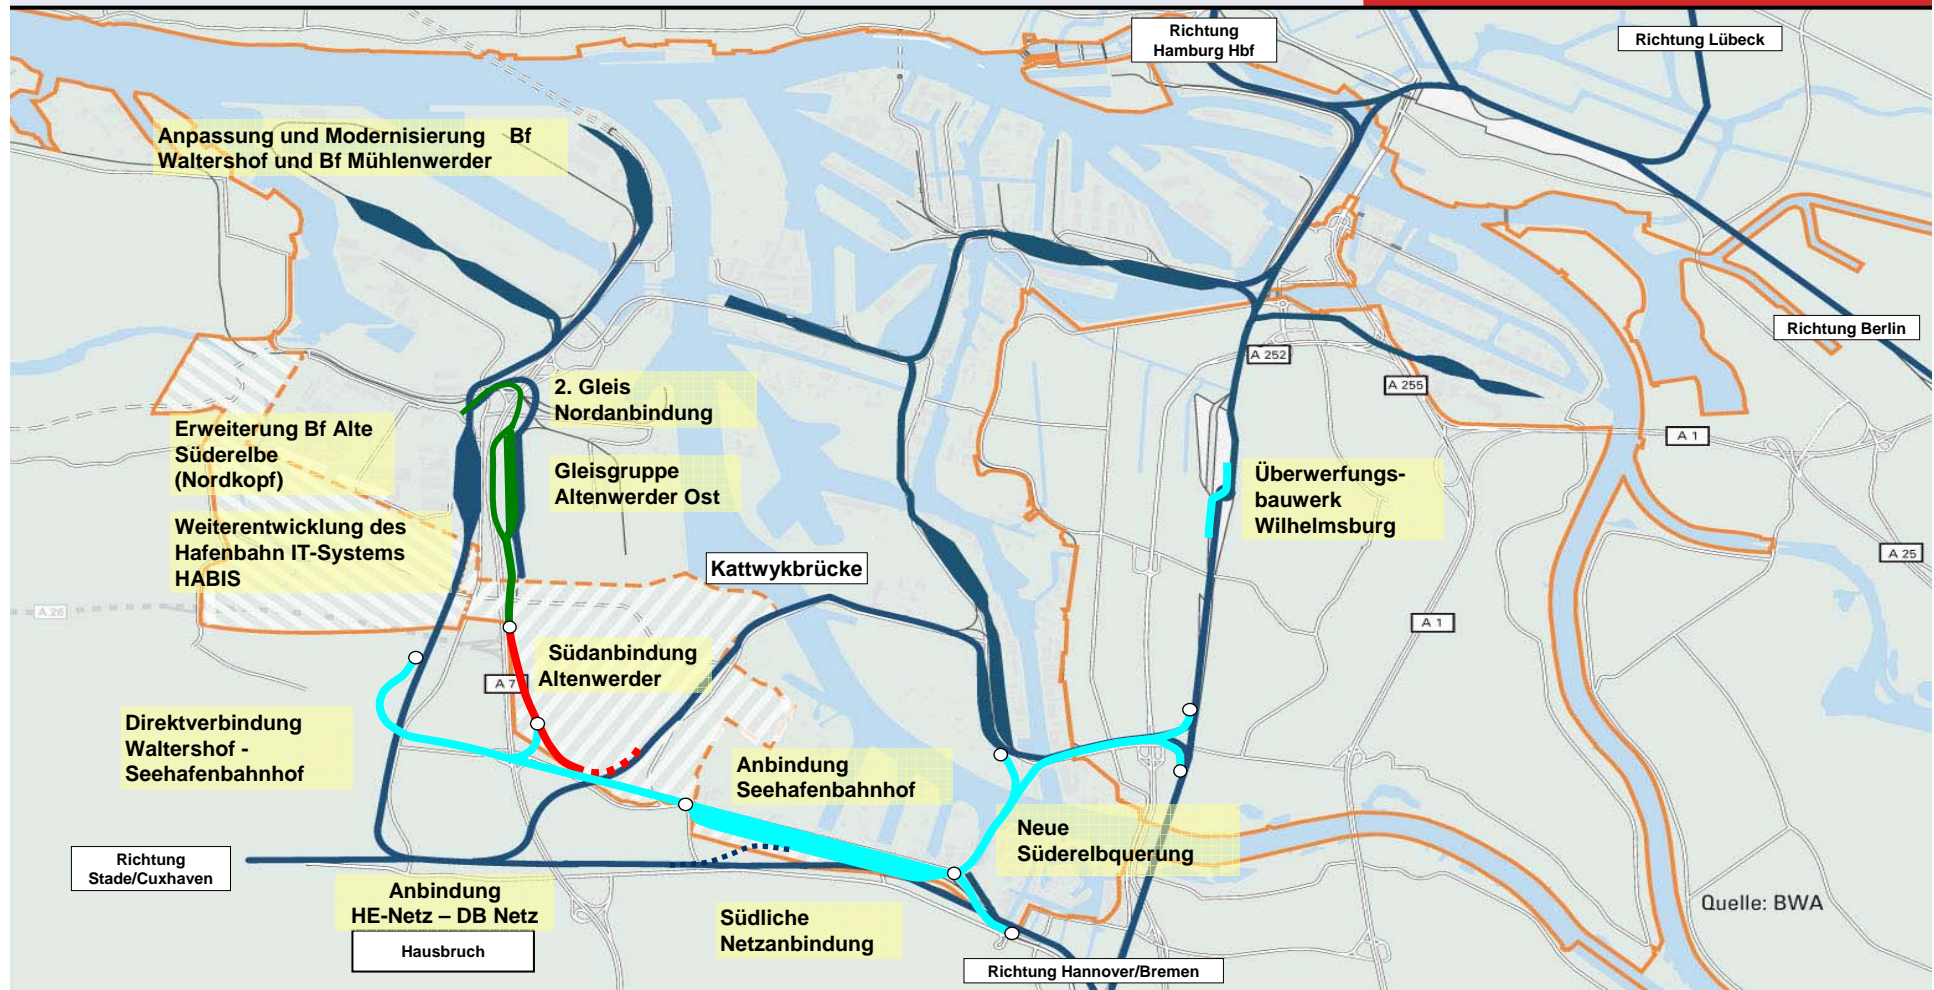 Richtung
Hamburg Hbf
Richtung Lübeck
Anpassung und Modernisierung Bf
Waltershof und Bf Mühlenwerder
Richtung Berlin
A 252
A 255
2. Gleis
Nordanbindung
Erweiterung Bf Alte
Süderelbe
(Nordkopf)
A 1
Gleisgruppe
Altenwerder Ost
Überwerfungs-
bauwerk
Wilhelmsburg
Weiterentwicklung des
Hafenbahn IT-Systems
HABIS
A 25
Kattwykbrücke
A 26
A 1
Südanbindung
Altenwerder
A 7
Direktverbindung
Waltershof -
Seehafenbahnhof
Anbindung
Seehafenbahnhof
Neue
Süderelbquerung
Richtung
Stade/Cuxhaven
Anbindung
HE-Netz – DB Netz
Hausbruch
Südliche
Netzanbindung
Quelle: BWA
Richtung Hannover/Bremen